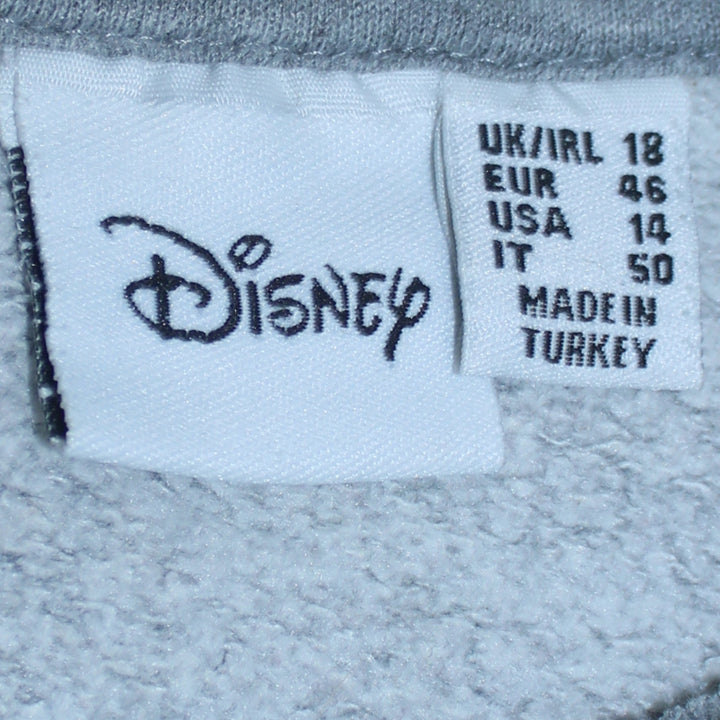 Disney
UK/IRL 18
EUR 46
USA 14
IT 50
MADE IN
TURKEY